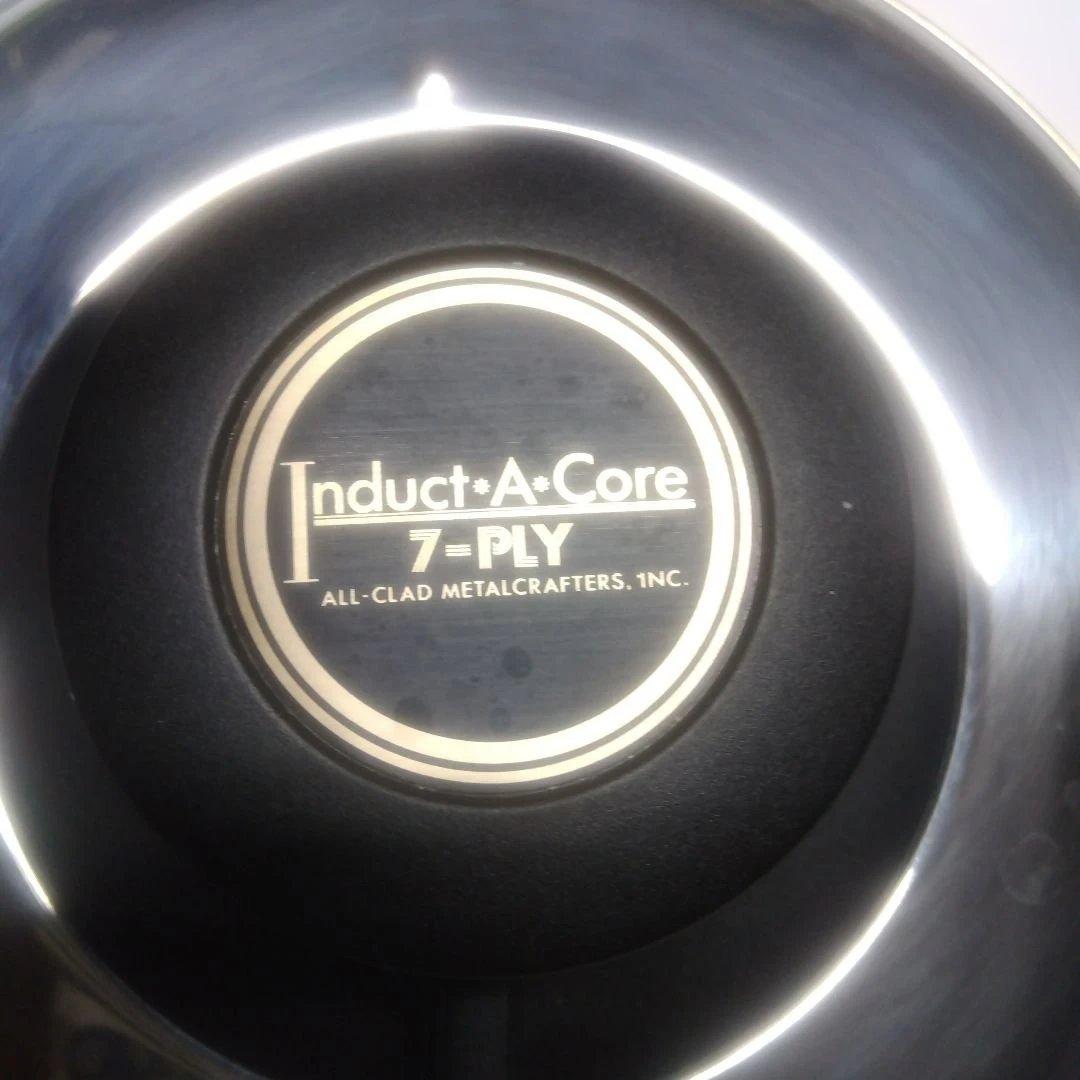 Induct*A*Core
7-PLY
ALL-CLAD METALCRAFTERS, INC.